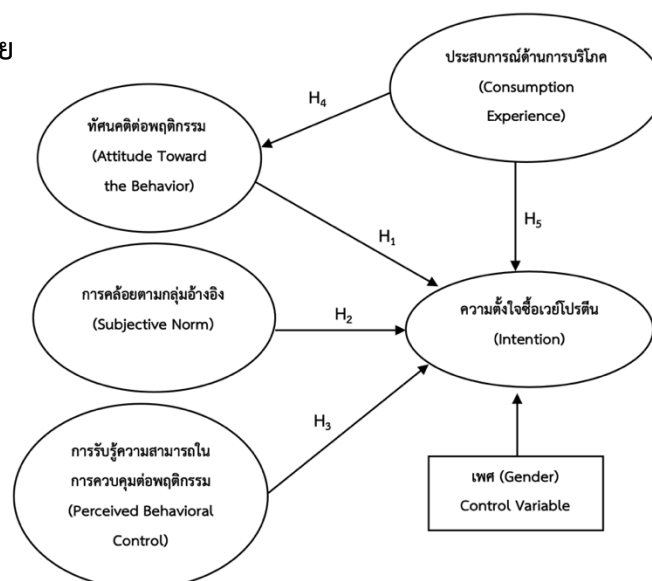 ย
ประสบการณ์ด้านการบริโภค
(Consumption
Experience)
H₄
ทัศนคติต่อพฤติกรรม
(Attitude Toward
the Behavior)
H₁
H₅
การคล้อยตามกลุ่มอ้างอิง
(Subjective Norm)
H₂
ความตั้งใจซื้อเวย์โปรตีน
(Intention)
H₃
การรับรู้ความสามารถใน
การควบคุมต่อพฤติกรรม
(Perceived Behavioral
Control)
เพศ (Gender)
Control Variable